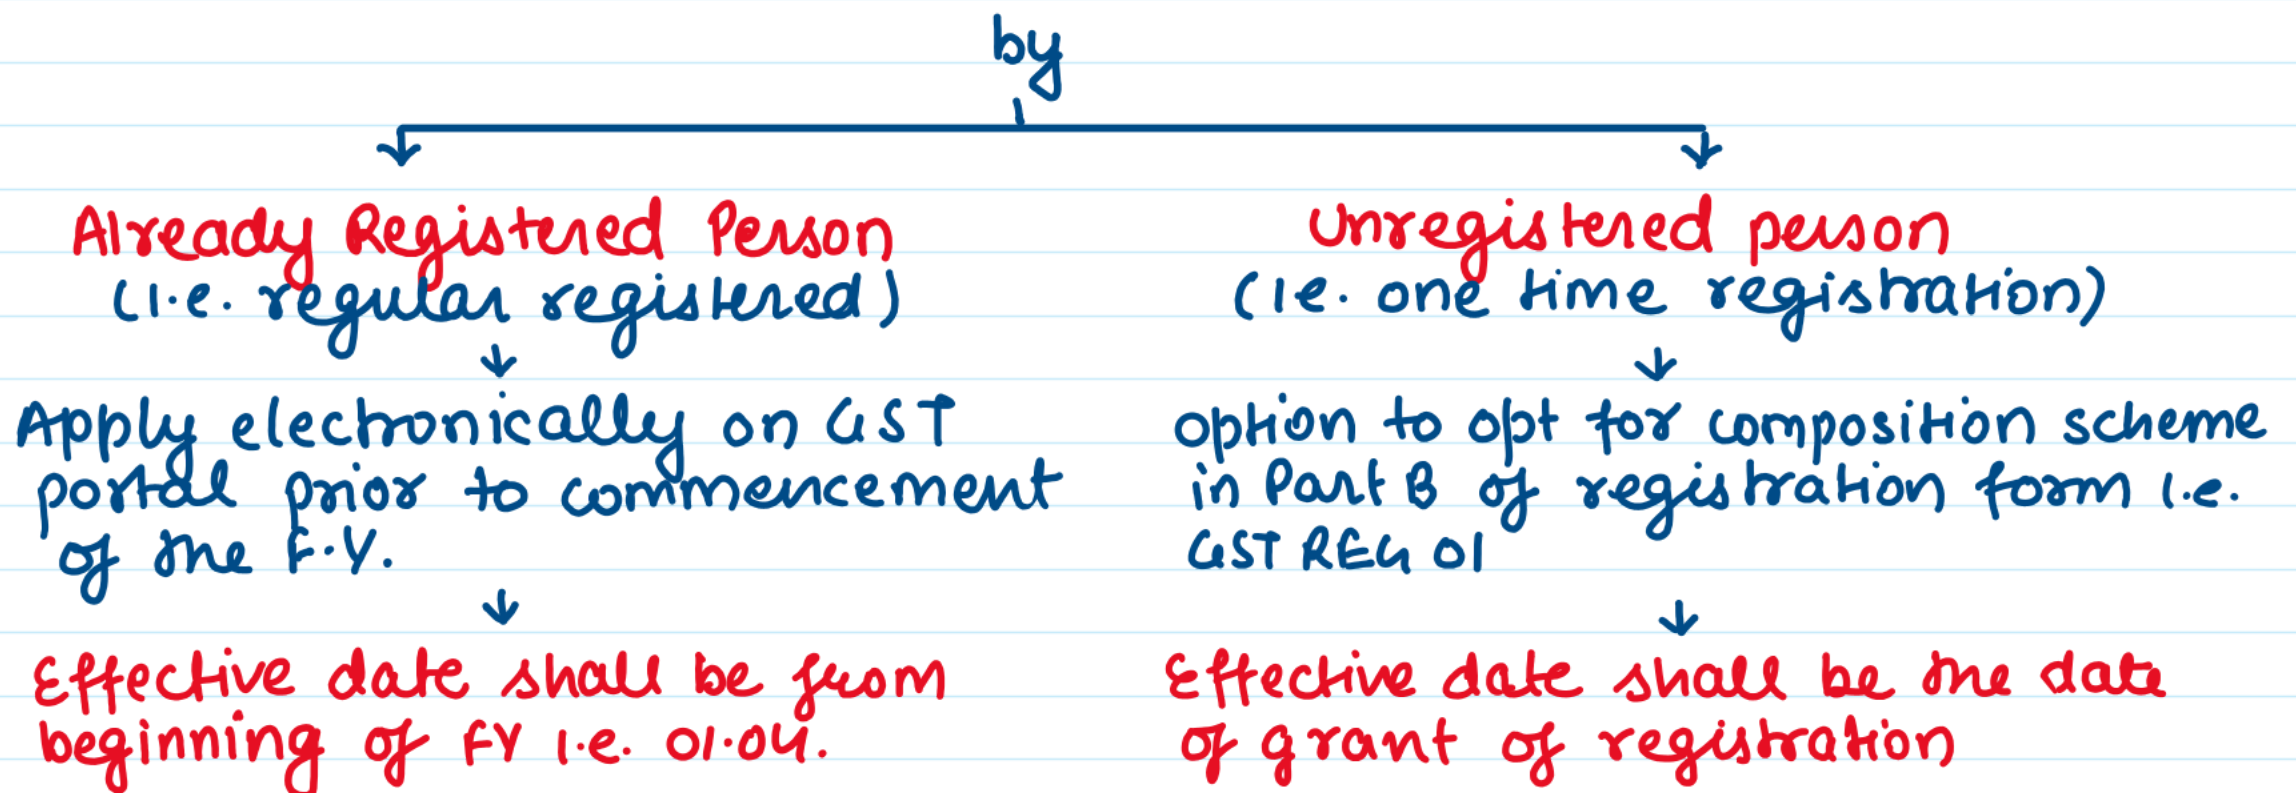 by
Already Registered Person
(i.e. regular registered)
Apply electronically on GST
portal prior to commencement
of the F.Y.
Effective date shall be from
beginning of FY i.e. 01.04.
Unregistered person
(ie. one time registration)
option to opt for composition scheme
in Part B of registration form i.e.
GST REG 01
Effective date shall be the date
of grant of registration